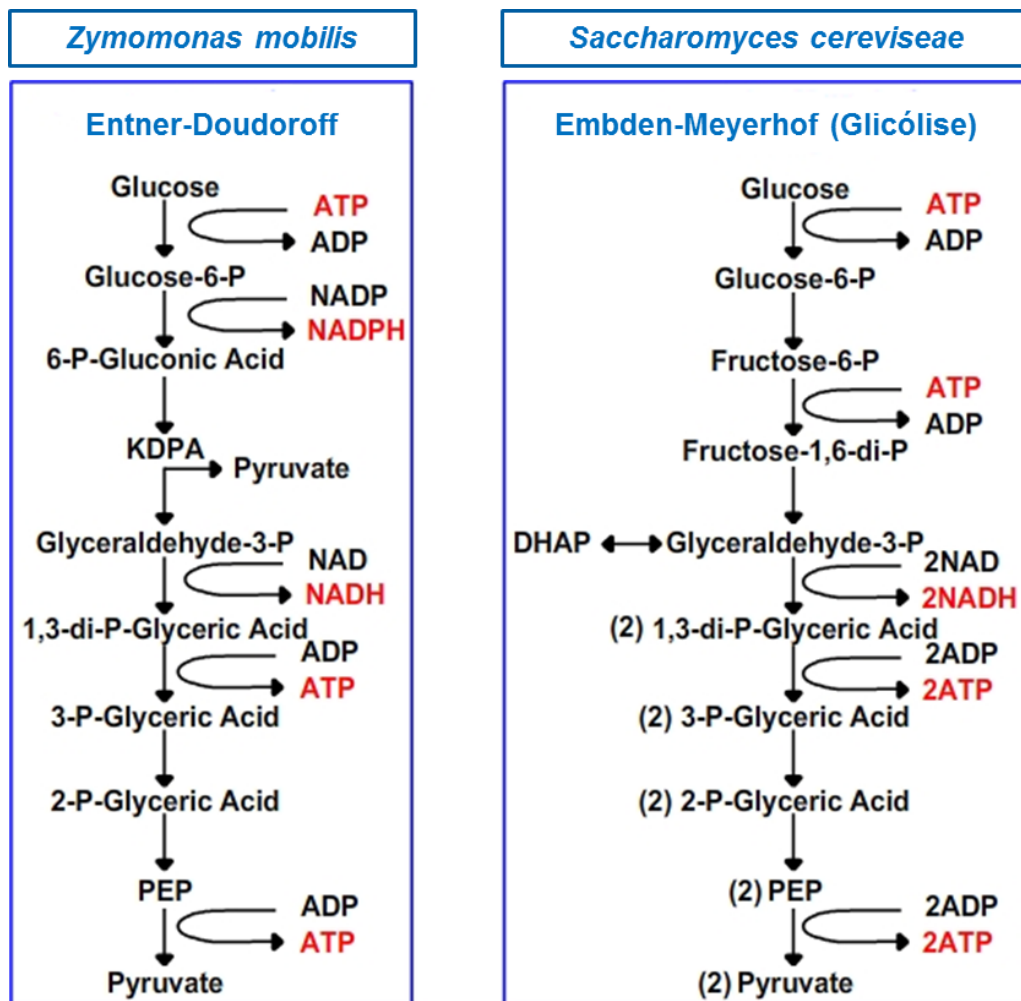 Zymomonas mobilis
Entner-Doudoroff
Glucose
ATP
ADP
Glucose-6-P
NADP
NADPH
6-P-Gluconic Acid
KDPA
Pyruvate
Glyceraldehyde-3-P
NAD
NADH
1,3-di-P-Glyceric Acid
ADP
ATP
3-P-Glyceric Acid
2-P-Glyceric Acid
PEP
ADP
ATP
Pyruvate
Saccharomyces cereviseae
Embden-Meyerhof (Glicólise)
Glucose
ATP
ADP
Glucose-6-P
Fructose-6-P
ATP
ADP
Fructose-1,6-di-P
DHAP Glyceraldehyde-3-P
2NAD
2NADH
(2) 1,3-di-P-Glyceric Acid
2ADP
2ATP
(2) 3-P-Glyceric Acid
(2) 2-P-Glyceric Acid
(2) PEP
2ADP
2ATP
(2) Pyruvate